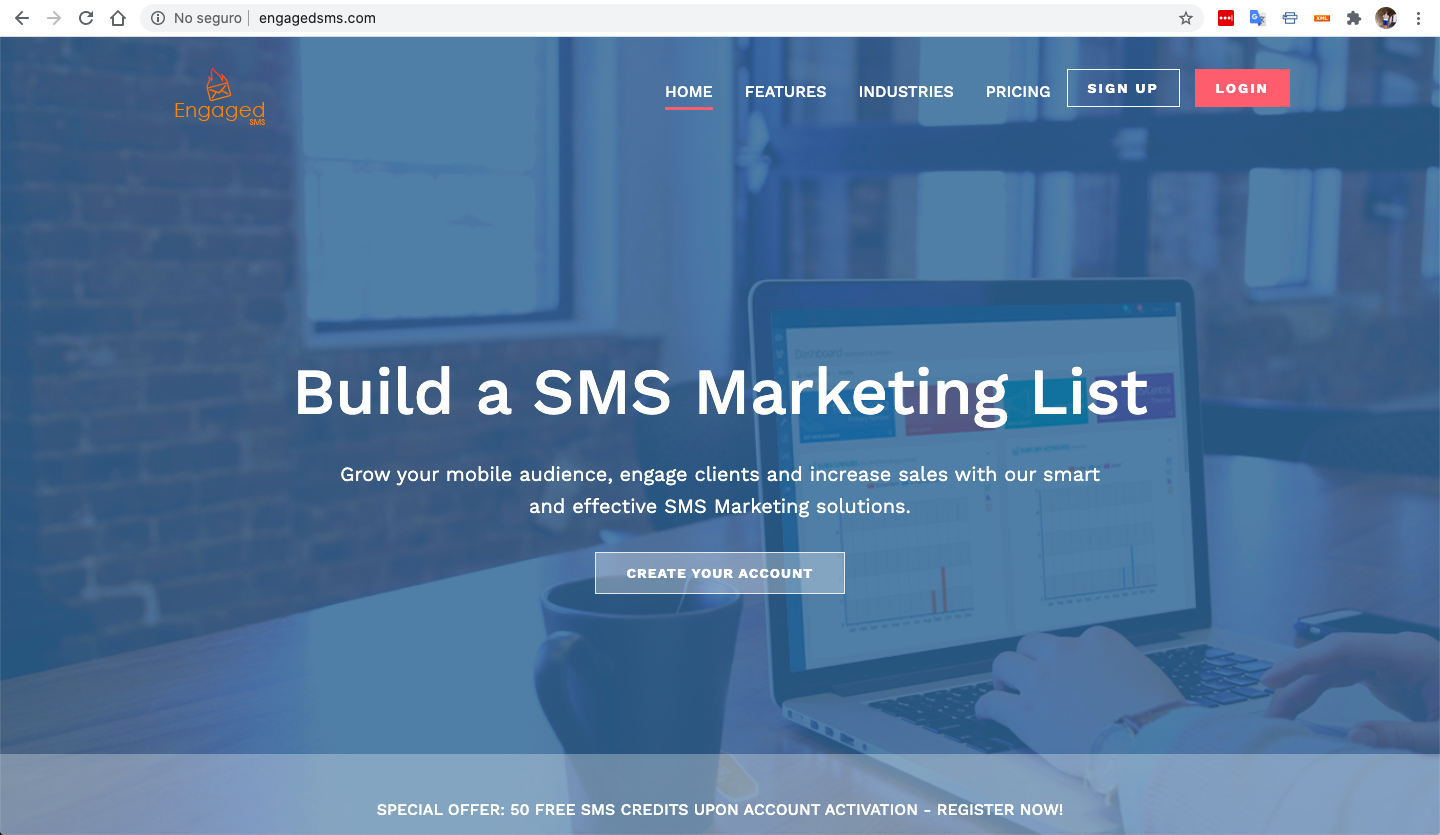 No seguro
engagedsms.com
Engaged
SMS
HOME
FEATURES
INDUSTRIES
PRICING
SIGN UP
LOGIN
Dashboard
Build a SMS Marketing List
Grow your mobile audience, engage clients and increase sales with our smart
and effective SMS Marketing solutions.
CREATE YOUR ACCOUNT
SPECIAL OFFER: 50 FREE SMS CREDITS UPON ACCOUNT ACTIVATION - REGISTER NOW!